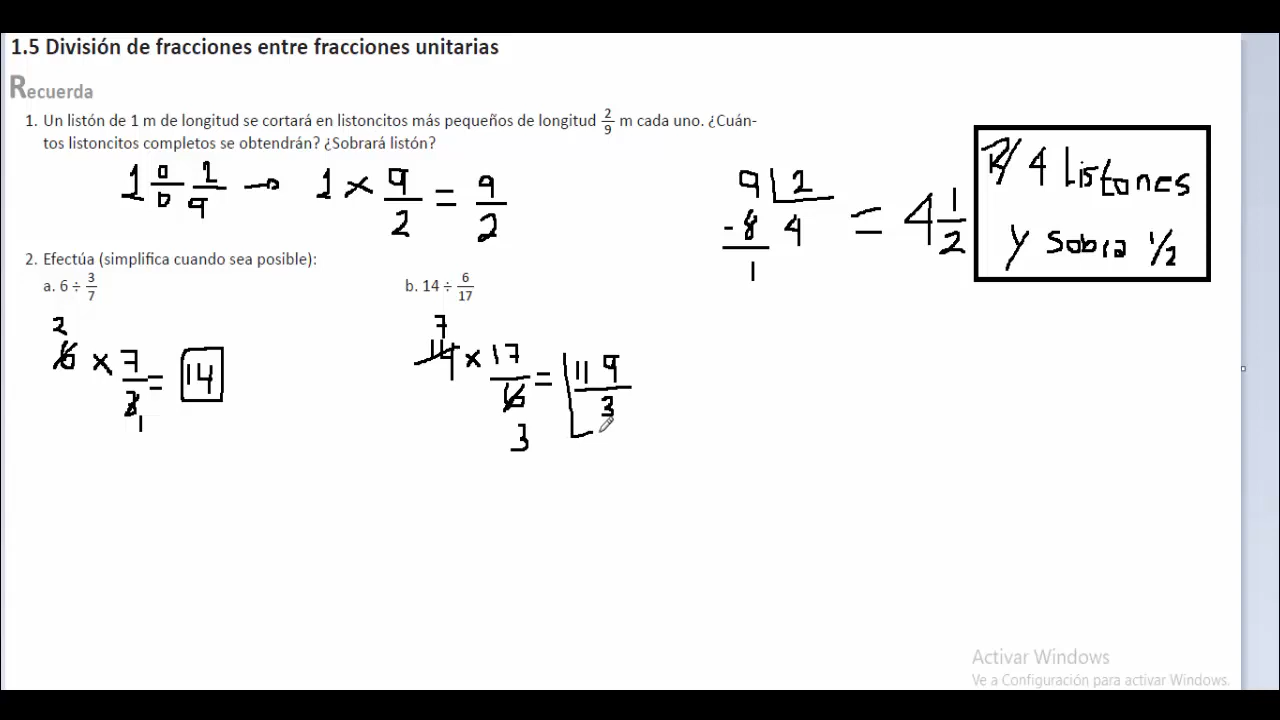 1.5 División de fracciones entre fracciones unitarias
Recuerda
1. Un listón de 1 m de longitud se cortará en listoncitos más pequeños de longitud 2/9 m cada uno. ¿Cuán-
tos listoncitos completos se obtendrán? ¿Sobrará listón?
1 ÷ 2/9 → 1 × 9/2 = 9/2
9 2
-8 4
1
= 4 1/2
R/ 4 Listones
y sobra 1/2
2. Efectúa (simplifica cuando sea posible):
a. 6 ÷ 3/7
2
6 × 7/3 = 14
1
b. 14 ÷ 6/17
7
14 × 17/6 = 119/3
3
Activar Windows
Ve a Configuración para activar Windows.